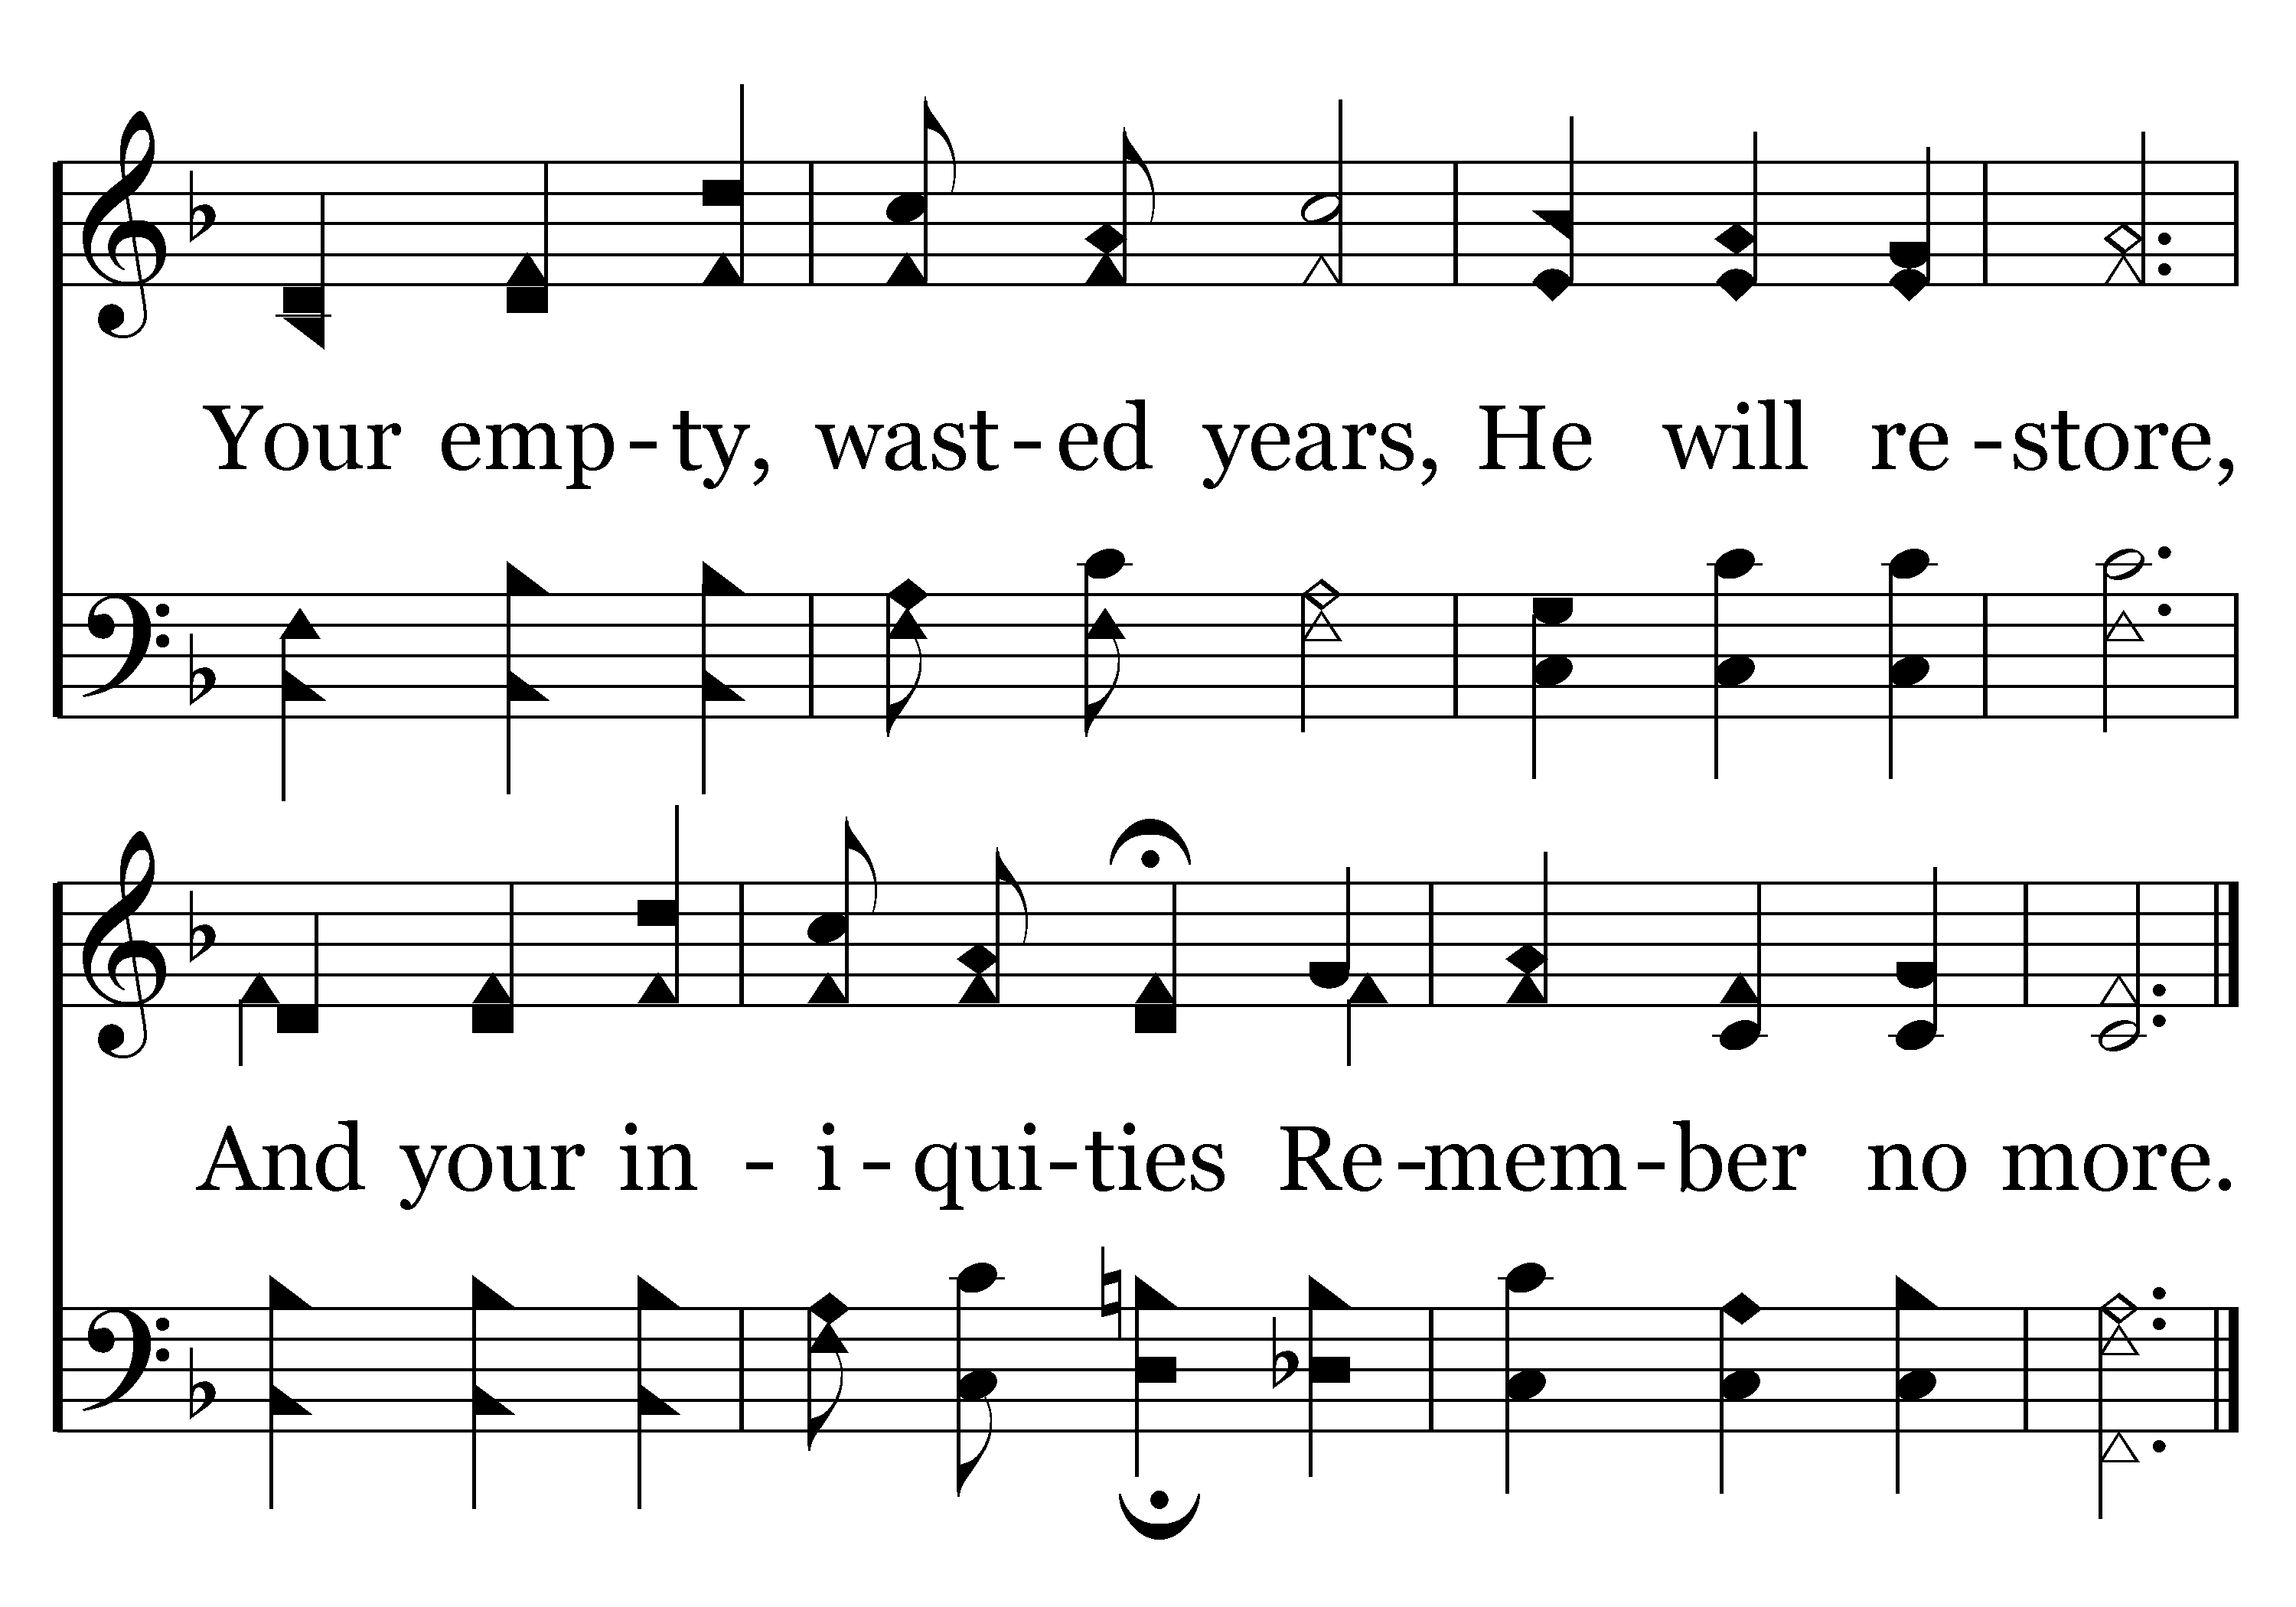 Your emp-ty, wast-ed years, He will re-store,
And your in - i - qui-ties Re-mem-ber no more.